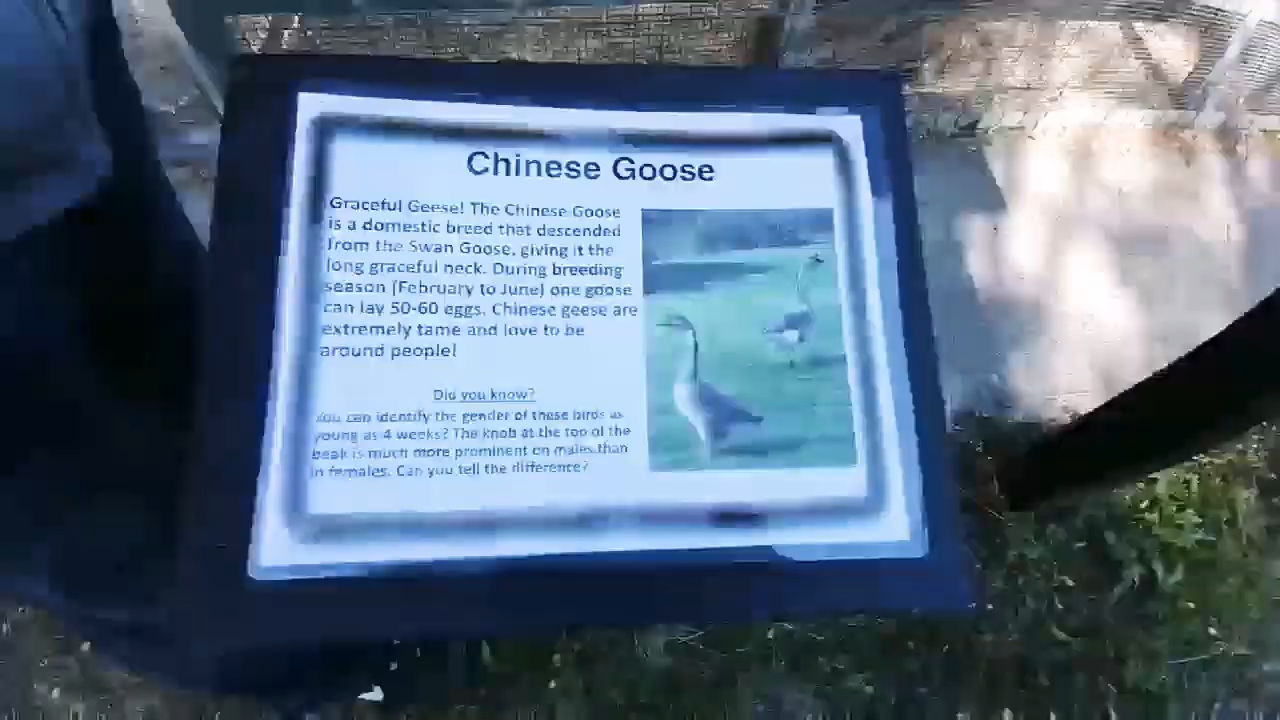 Chinese Goose
Graceful Geese! The Chinese Goose
is a domestic breed that descended
from the Swan Goose, giving it the
long graceful neck. During breeding
season (February to June) one goose
can lay 50-60 eggs. Chinese geese are
extremely tame and love to be
around people!
Did you know?
You can identify the gender of these birds as
young as 4 weeks? The knob at the top of the
beak is much more prominent on males than
in females. Can you tell the difference?